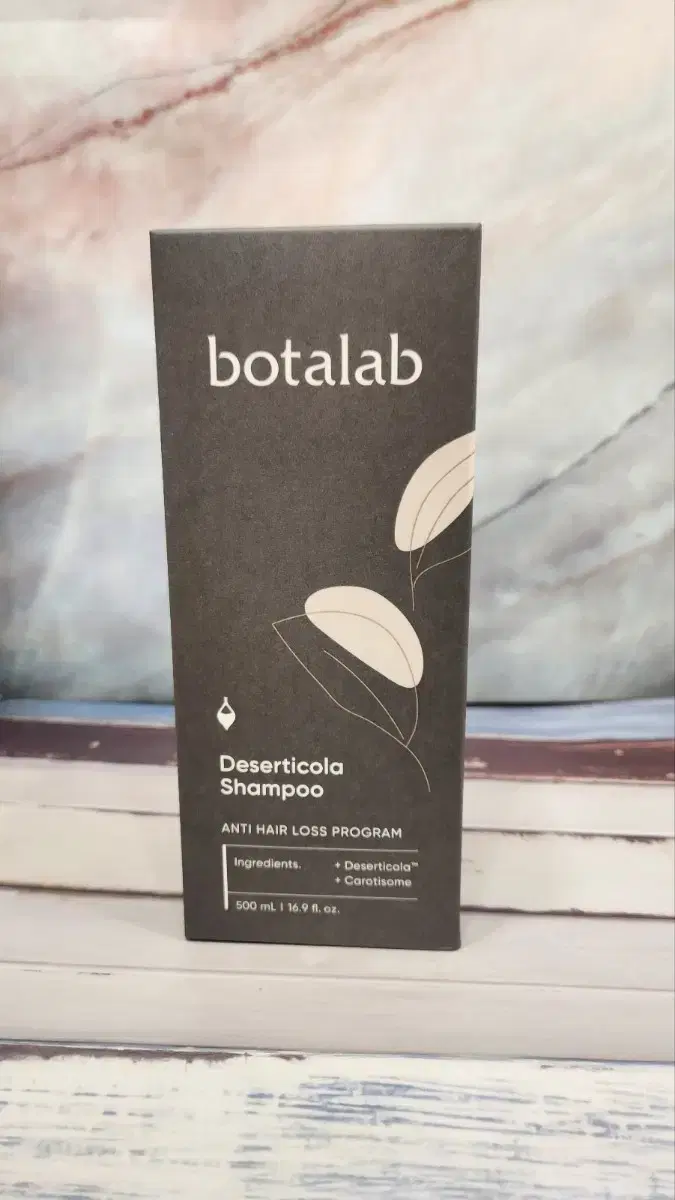 botalab
Deserticola
Shampoo
ANTI HAIR LOSS PROGRAM
Ingredients. + Deserticola™
+ Carotisome
500 mL | 16.9 fl. oz.